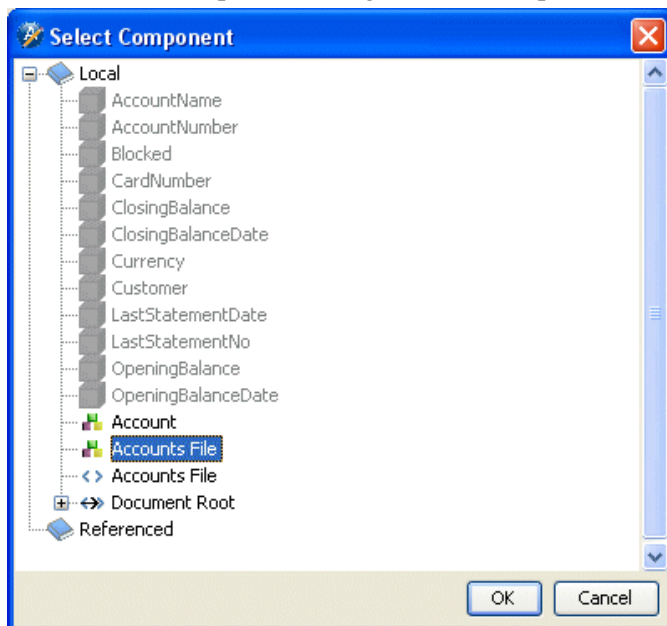 Select Component
Local
AccountName
AccountNumber
Blocked
CardNumber
ClosingBalance
ClosingBalanceDate
Currency
Customer
LastStatementDate
LastStatementNo
OpeningBalance
OpeningBalanceDate
Account
Accounts File
Accounts File
Document Root
Referenced
OK Cancel